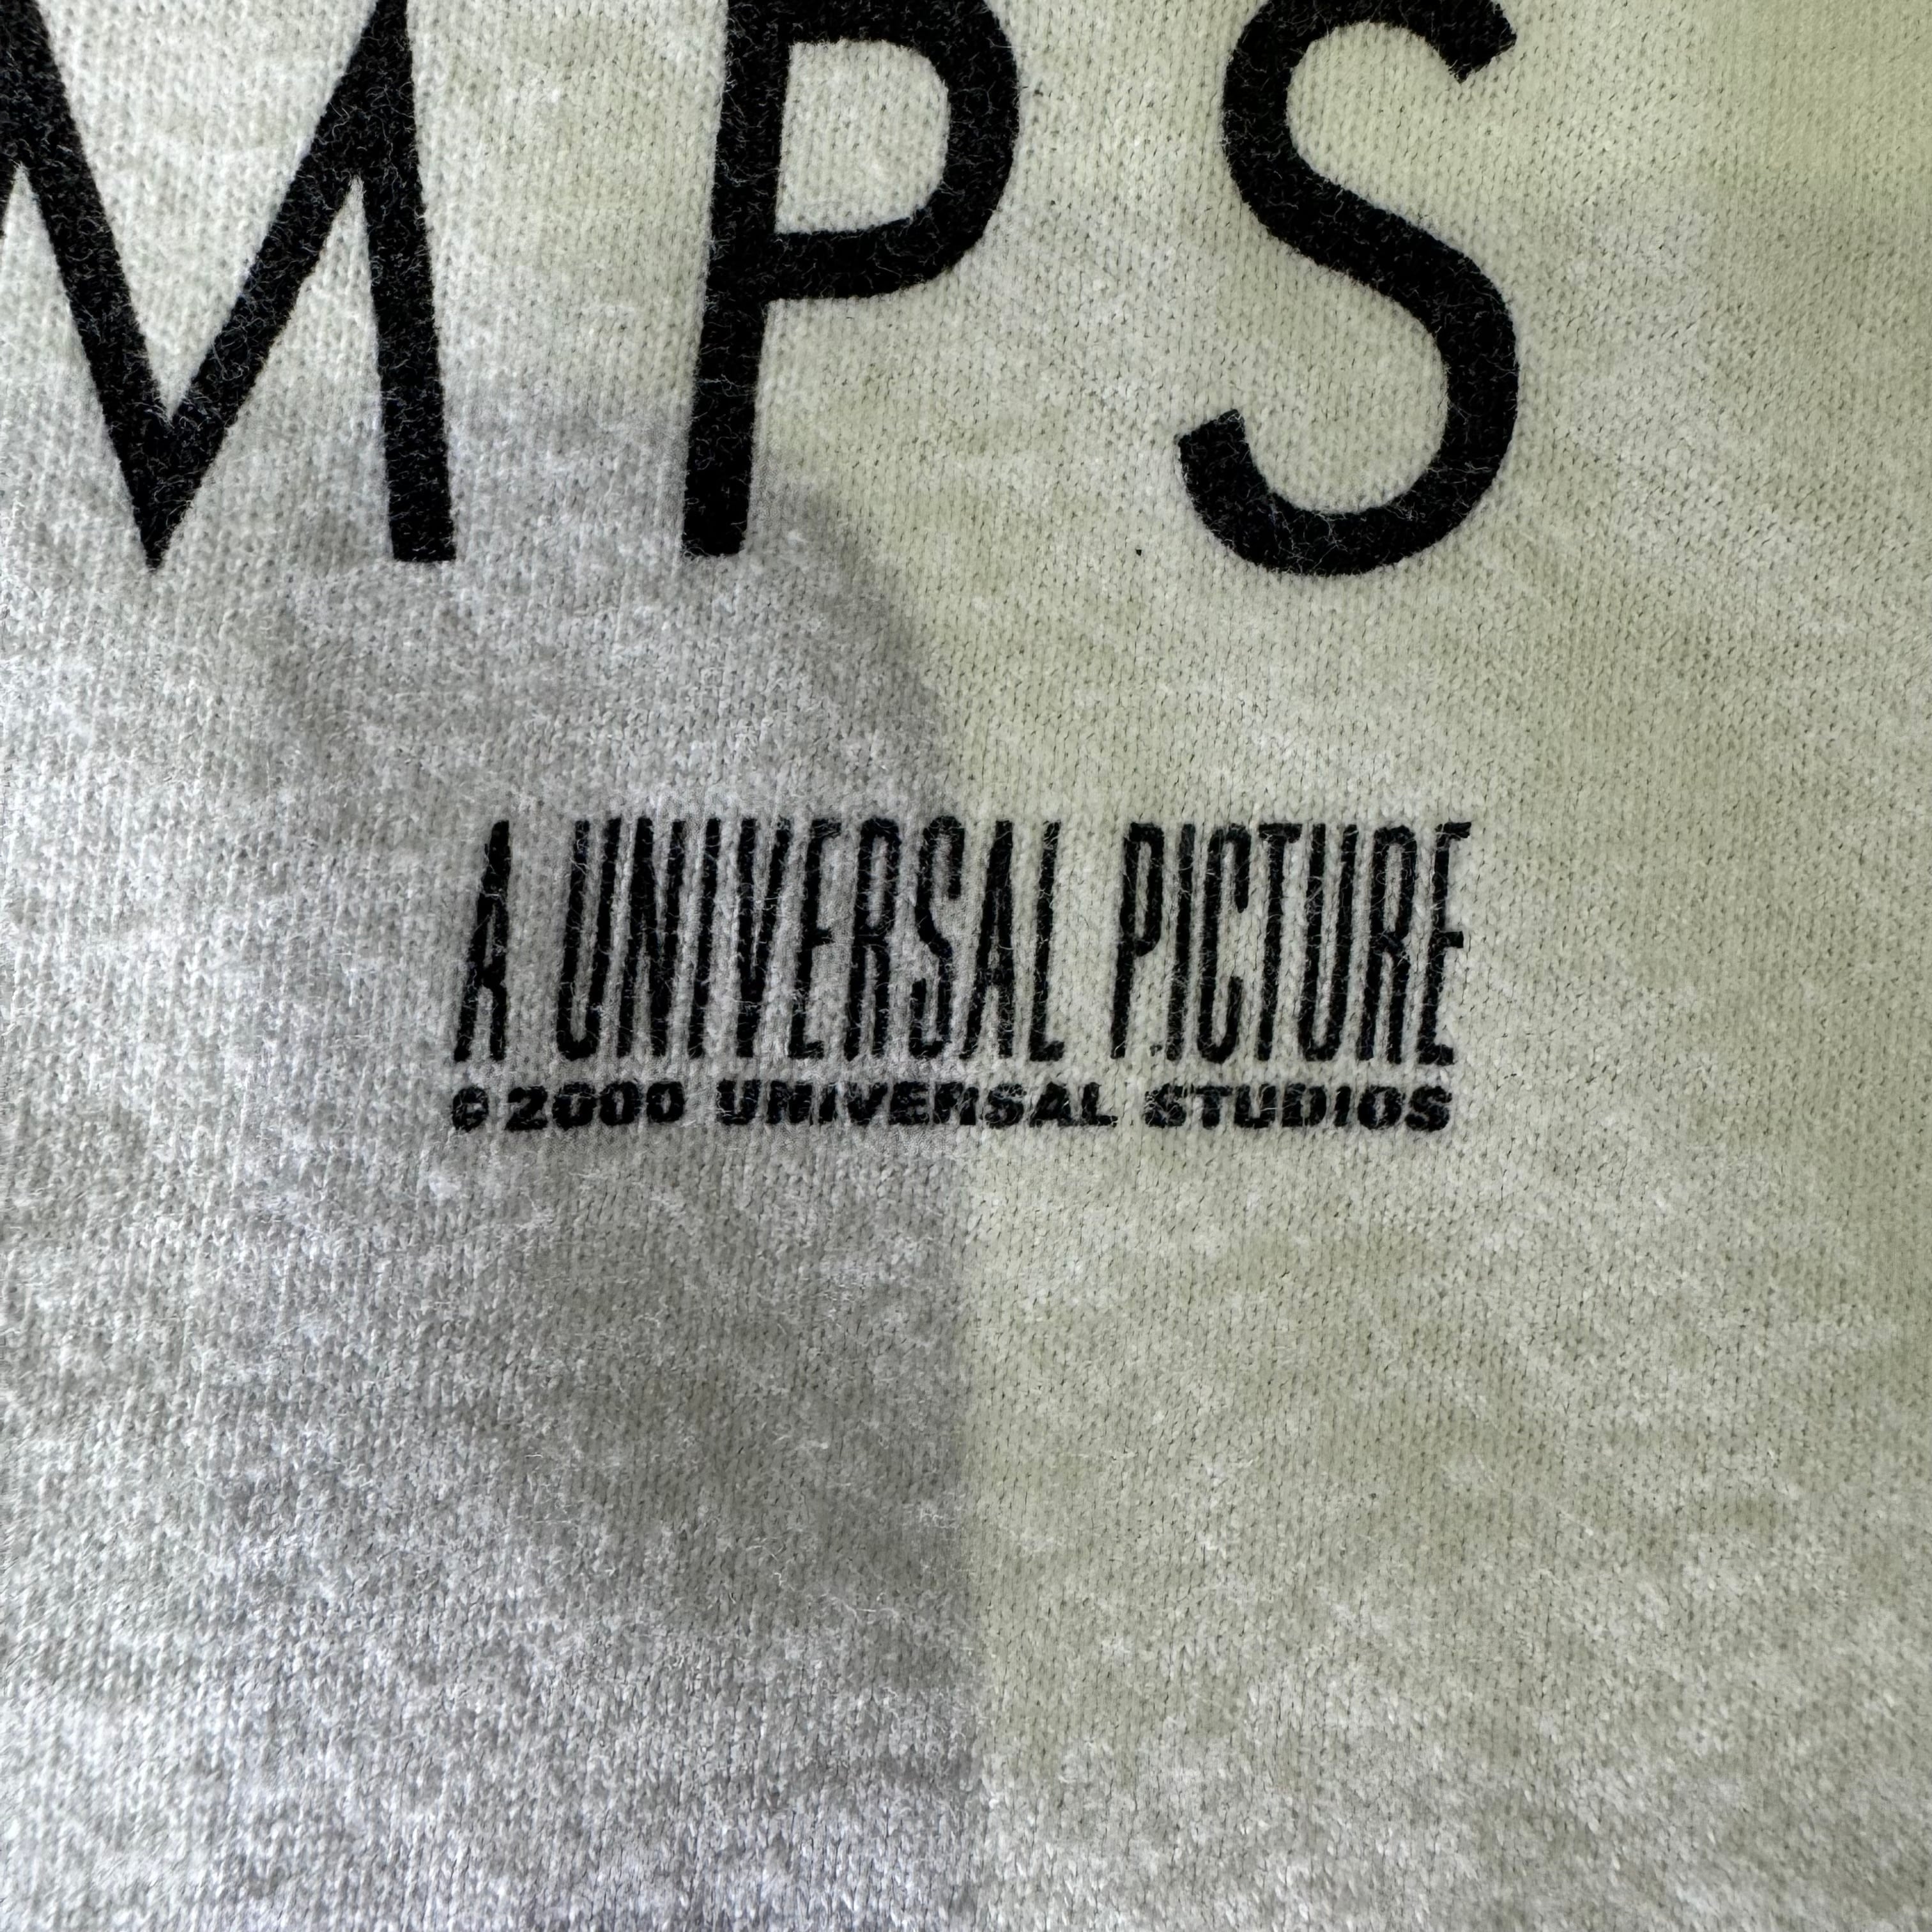 MPS
A UNIVERSAL PICTURE
©2000 UNIVERSAL STUDIOS